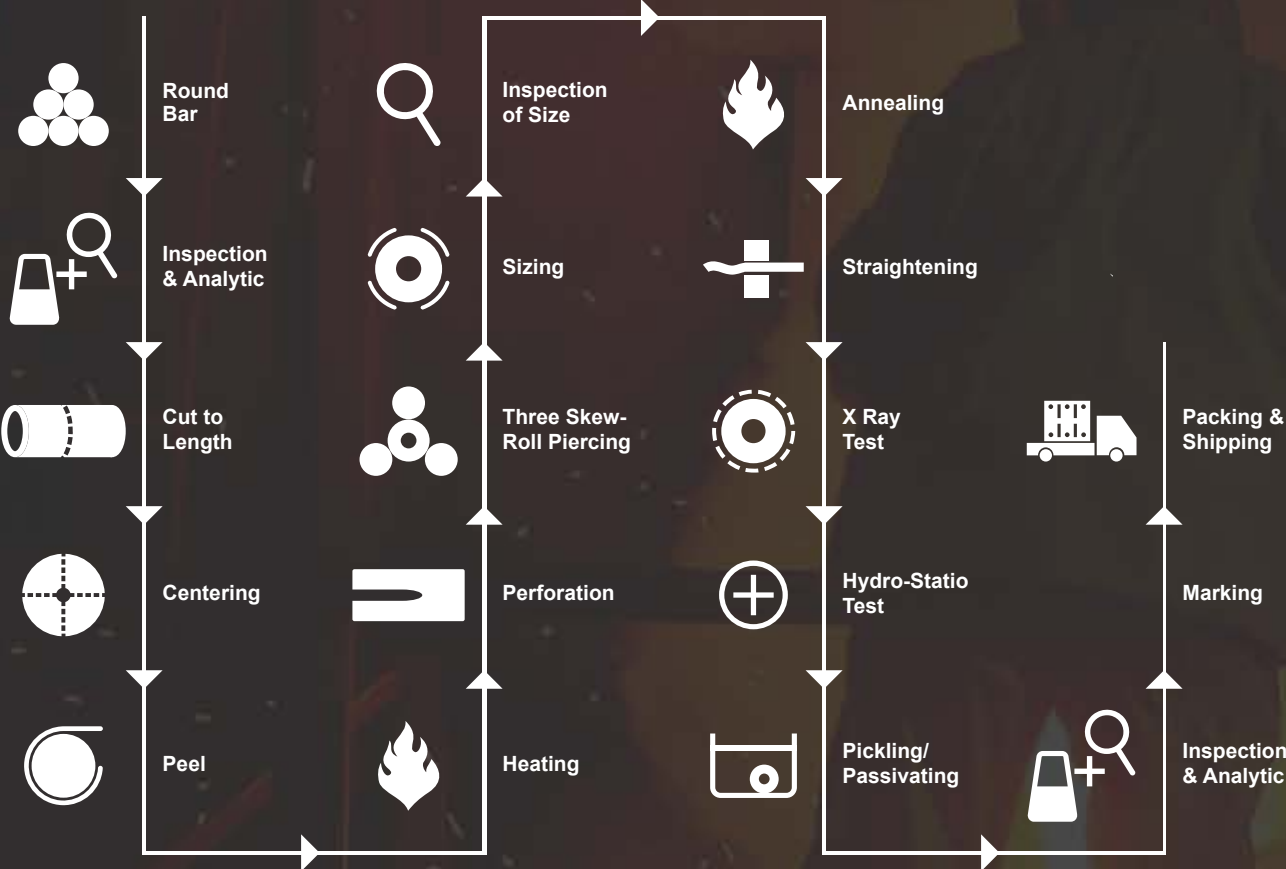 Round
Bar
Inspection
& Analytic
Cut to
Length
Centering
Peel
Heating
Perforation
Three Skew-
Roll Piercing
Sizing
Inspection
of Size
Annealing
Straightening
X Ray
Test
Hydro-Statio
Test
Pickling/
Passivating
Inspection
& Analytic
Marking
Packing &
Shipping